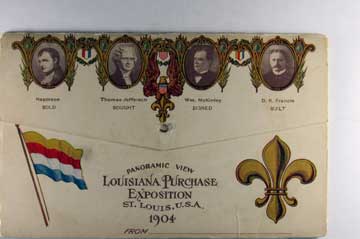 Napoleon
SOLD
Thomas Jefferson
BOUGHT
Wm. McKinley
SIGNED
D. R. Francis
BUILT
PANORAMIC VIEW
LOUISIANA PURCHASE
EXPOSITION
ST. LOUIS, U.S.A.
1904
FROM